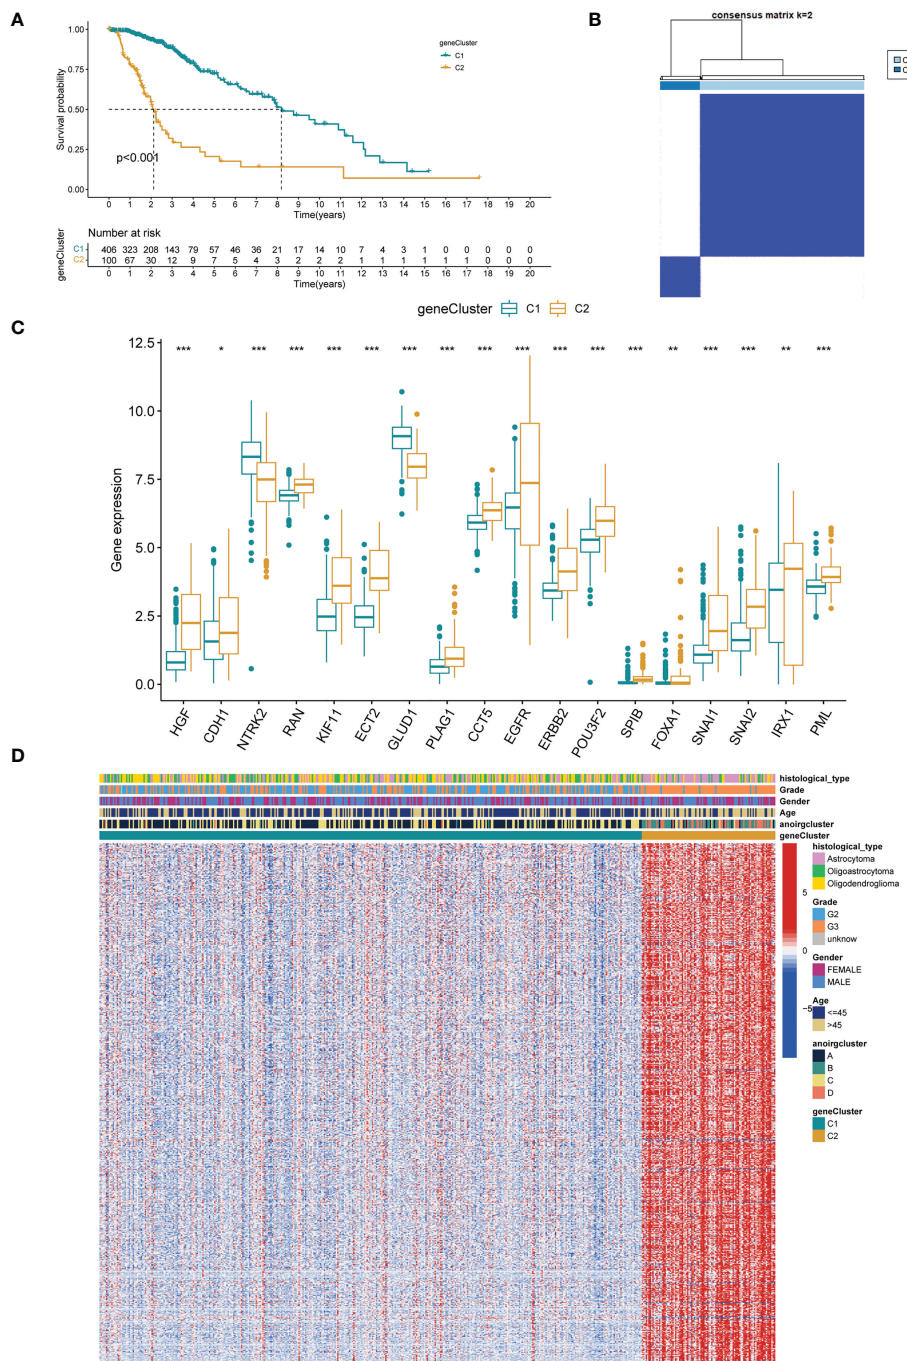 A
geneCluster
C1
C2
Survival probability
1.00
0.75
0.50
0.25
0.00
p<0.001
0 1 2 3 4 5 6 7 8 9 10 11 12 13 14 15 16 17 18 19 20
Time(years)
Number at risk
geneCluster
C1 406 323 208 143 79 57 46 36 21 17 14 10 7 4 3 1 0 0 0 0 0
C2 100 67 30 12 9 7 5 4 3 2 2 2 1 1 1 1 1 1 0 0 0
0 1 2 3 4 5 6 7 8 9 10 11 12 13 14 15 16 17 18 19 20
Time(years)
B
consensus matrix k=2
C
geneCluster C1 C2
Gene expression
12.5
10.0
7.5
5.0
2.5
0.0
*** * *** *** *** *** *** *** *** *** *** *** *** ** *** *** ** ***
HGF CDH1 NTRK2 RAN KIF11 ECT2 GLUD1 PLAG1 CCT5 EGFR ERBB2 POU3F2 SPIB FOXA1 SNAI1 SNAI2 IRX1 PML
D
histological_type
Grade
Gender
Age
anoirgcluster
geneCluster
5
0
−5
histological_type
Astrocytoma
Oligoastrocytoma
Oligodendroglioma
Grade
G2
G3
unknow
Gender
FEMALE
MALE
Age
<=45
>45
anoirgcluster
A
B
C
D
geneCluster
C1
C2